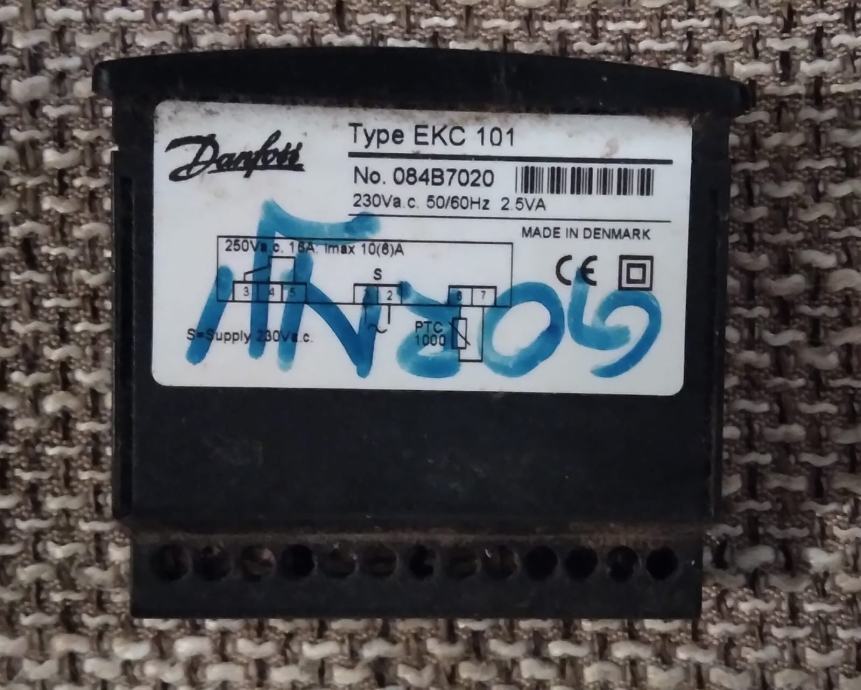 Danfoss
Type EKC 101
No. 084B7020
230Va.c. 50/60Hz 2.5VA
MADE IN DENMARK
250Va.c. 16A. Imax 10(6)A
CE
S
3 4 5 1 2 6 7
S=Supply 230Va.c.
PTC
1000